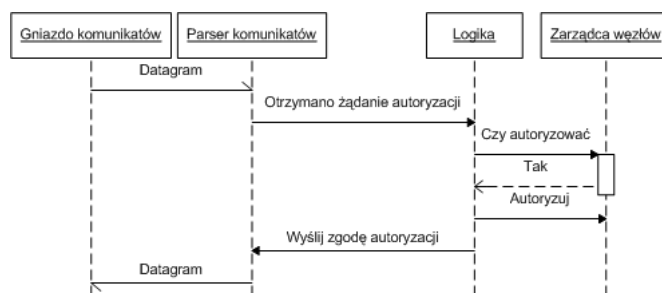 Gniazdo komunikatów
Parser komunikatów
Logika
Zarządca węzłów
Datagram
Otrzymano żądanie autoryzacji
Czy autoryzować
Tak
Autoryzuj
Wyślij zgodę autoryzacji
Datagram